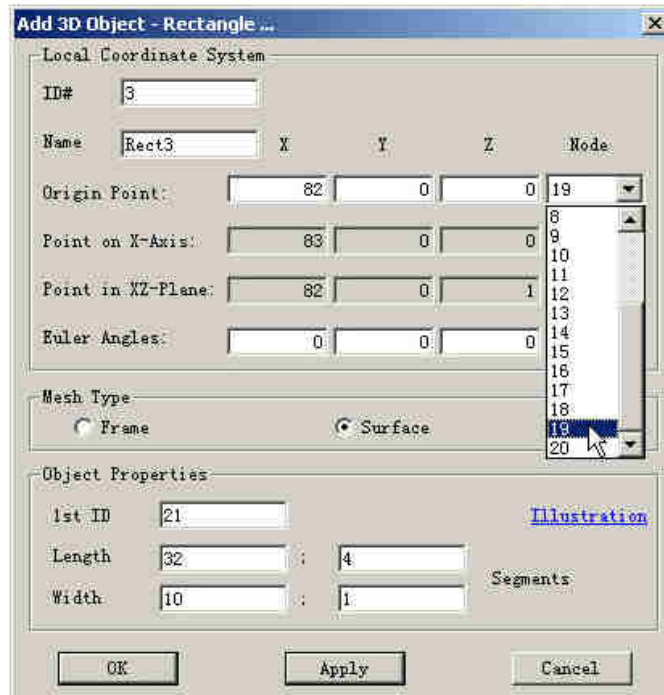 Add 3D Object - Rectangle ...
Local Coordinate System
ID# 3
Name Rect3 X Y Z Node
Origin Point: 82 0 0 19
8
9
Point on X-Axis: 83 0 0
10
11
Point in XZ-Plane: 82 0 1
12
13
14
Euler Angles: 0 0 0
15
16
17
Mesh Type
18
Frame Surface
19
20
Object Properties
1st ID 21 Illustration
Length 32 : 4
Segments
Width 10 : 1
OK Apply Cancel